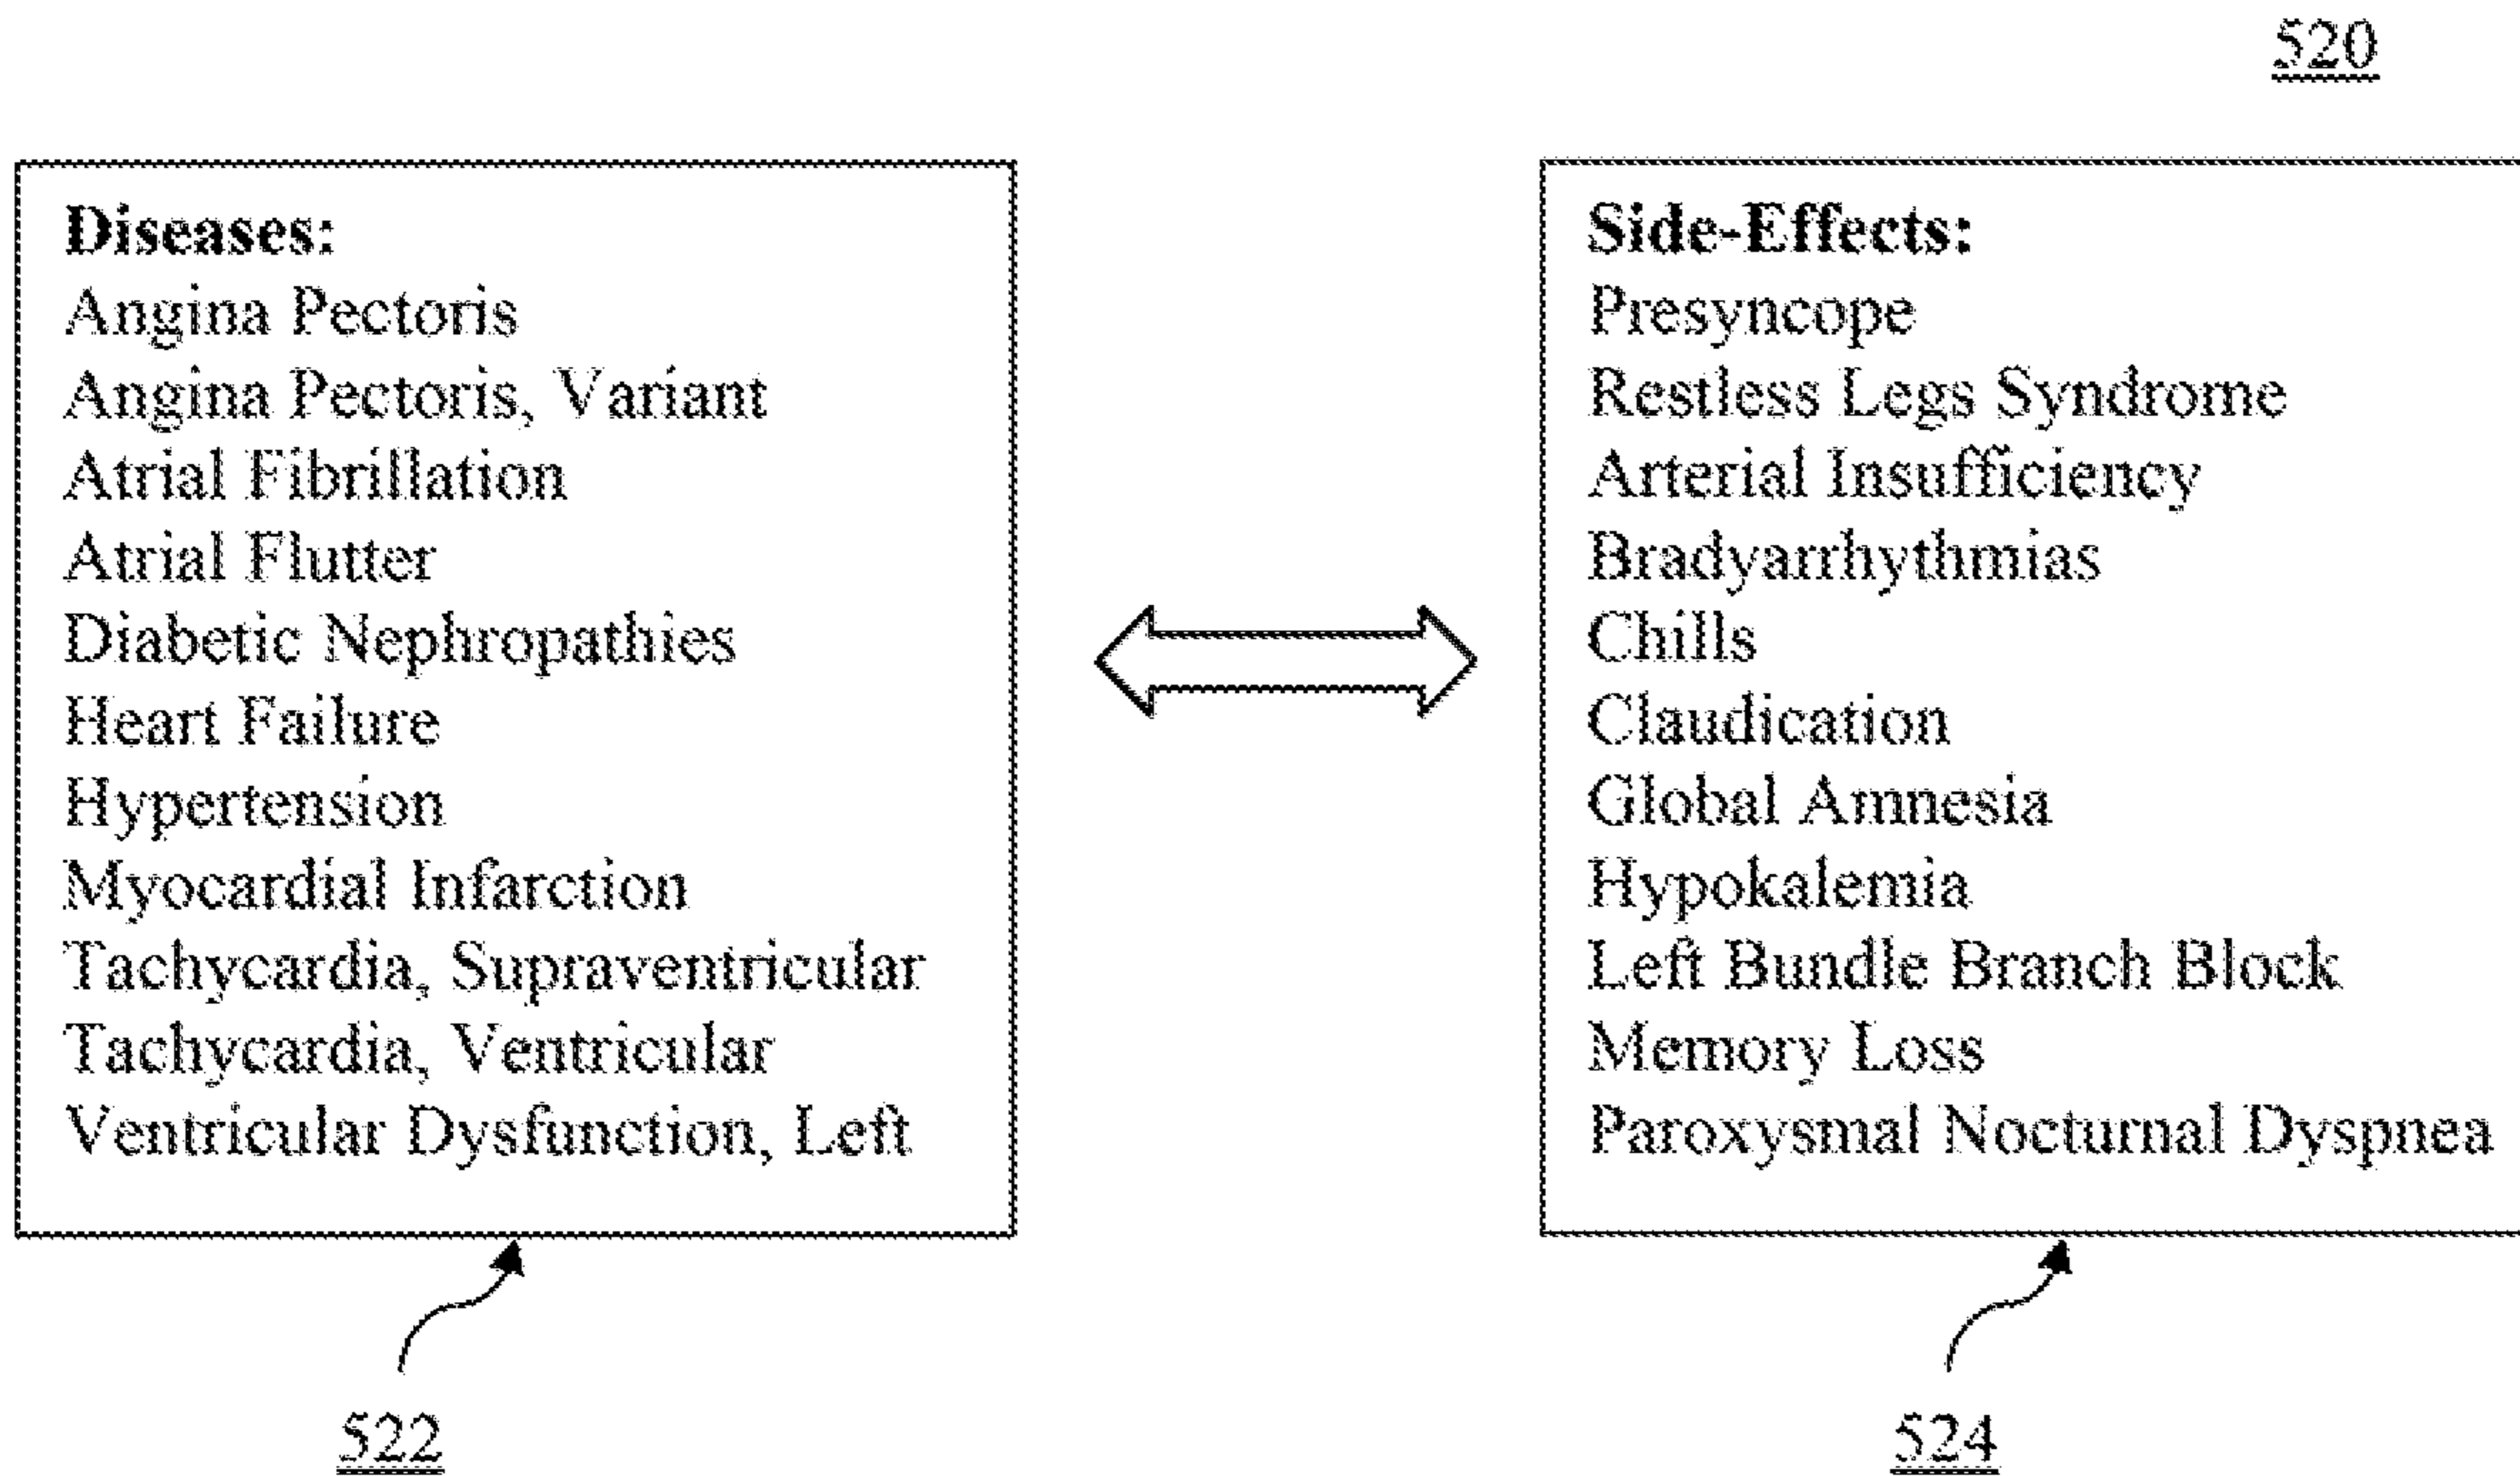 520
Diseases:
Angina Pectoris
Angina Pectoris, Variant
Atrial Fibrillation
Atrial Flutter
Diabetic Nephropathies
Heart Failure
Hypertension
Myocardial Infarction
Tachycardia, Supraventricular
Tachycardia, Ventricular
Ventricular Dysfunction, Left
Side-Effects:
Presyncope
Restless Legs Syndrome
Arterial Insufficiency
Bradyarrhythmias
Chills
Claudication
Global Amnesia
Hypokalemia
Left Bundle Branch Block
Memory Loss
Paroxysmal Nocturnal Dyspnea
522
524